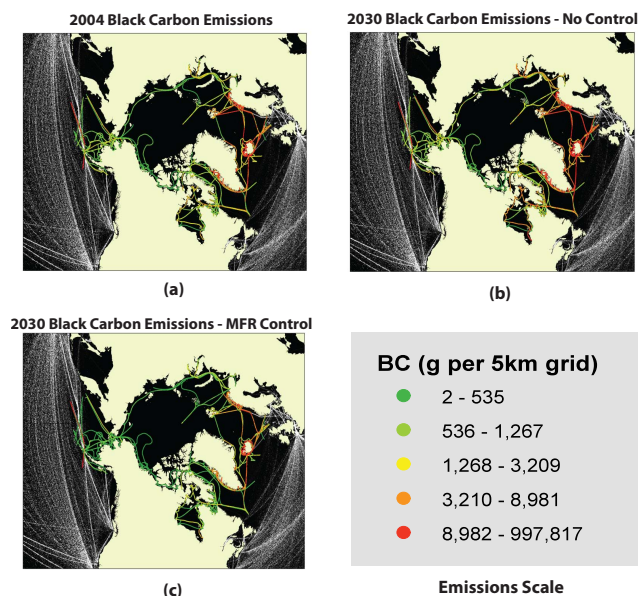 2004 Black Carbon Emissions
2030 Black Carbon Emissions - No Control
(a)
(b)
2030 Black Carbon Emissions - MFR Control
(c)
BC (g per 5km grid)
2 - 535
536 - 1,267
1,268 - 3,209
3,210 - 8,981
8,982 - 997,817
Emissions Scale